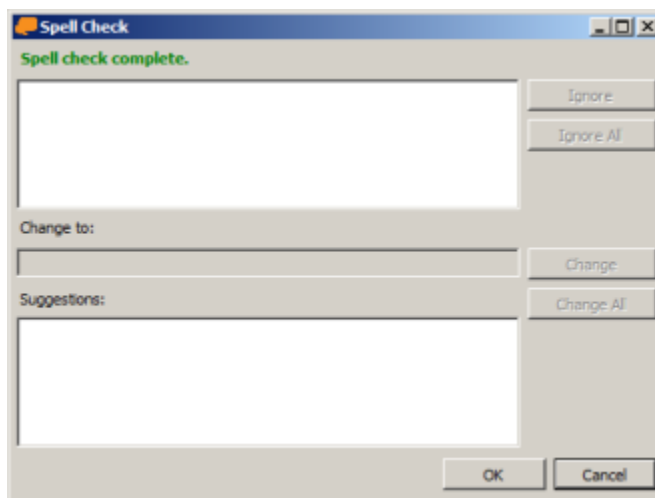 Spell Check
Spell check complete.
Ignore
Ignore All
Change to:
Change
Suggestions:
Change All
OK
Cancel